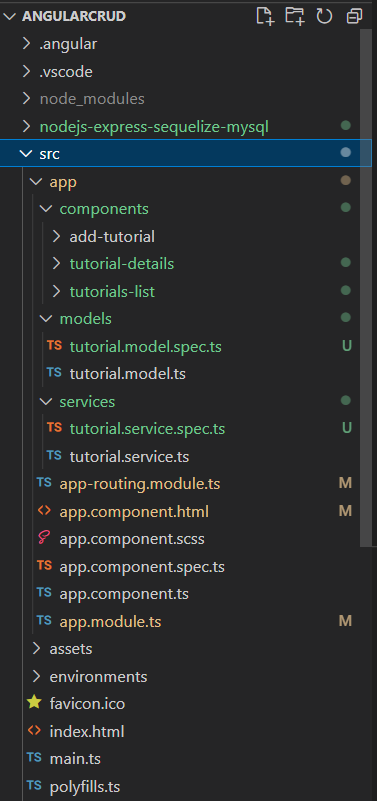 ANGULARCRUD
.angular
.vscode
node_modules
nodejs-express-sequelize-mysql
src
app
components
add-tutorial
tutorial-details
tutorials-list
models
TS tutorial.model.spec.ts U
TS tutorial.model.ts
services
TS tutorial.service.spec.ts U
TS tutorial.service.ts
TS app-routing.module.ts M
<> app.component.html M
app.component.scss
TS app.component.spec.ts
TS app.component.ts
TS app.module.ts M
assets
environments
favicon.ico
<> index.html
TS main.ts
TS polyfills.ts